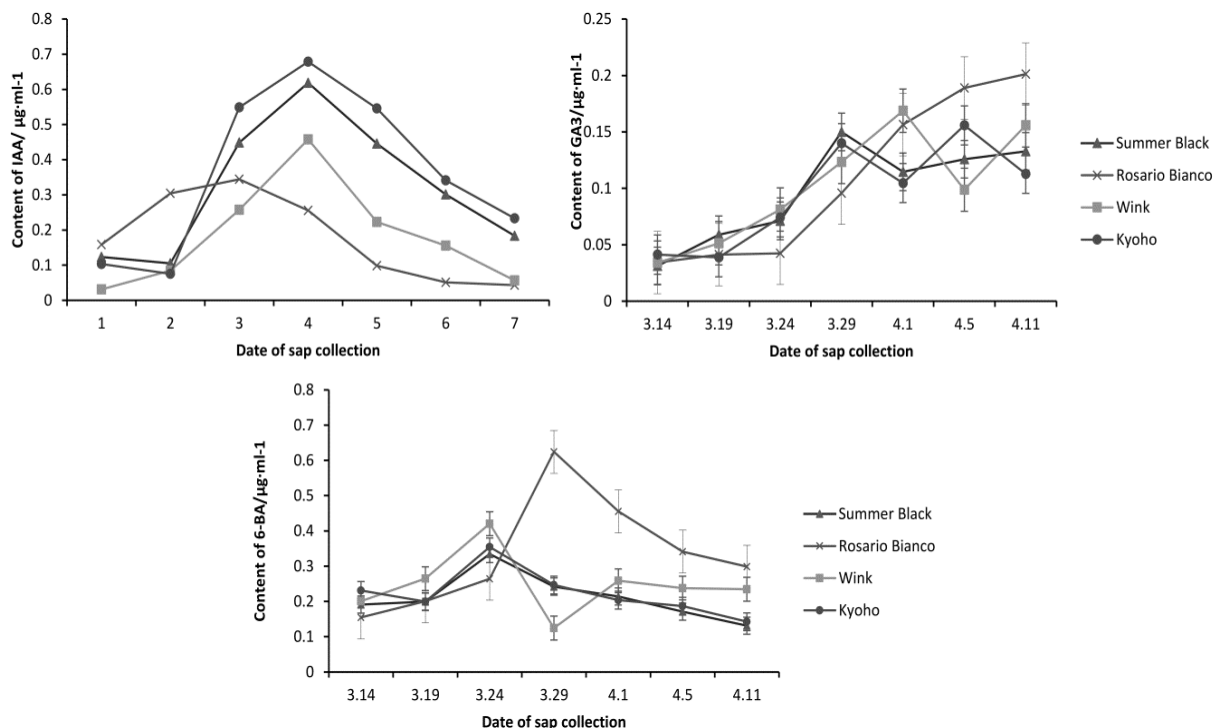 Content of IAA/ µg·ml-1
0.8
0.7
0.6
0.5
0.4
0.3
0.2
0.1
0
1 2 3 4 5 6 7
Date of sap collection
Content of GA3/µg·ml-1
0.25
0.2
0.15
0.1
0.05
0
3.14 3.19 3.24 3.29 4.1 4.5 4.11
Date of sap collection
Summer Black
Rosario Bianco
Wink
Kyoho
Content of 6-BA/µg·ml-1
0.8
0.7
0.6
0.5
0.4
0.3
0.2
0.1
0
3.14 3.19 3.24 3.29 4.1 4.5 4.11
Date of sap collection
Summer Black
Rosario Bianco
Wink
Kyoho